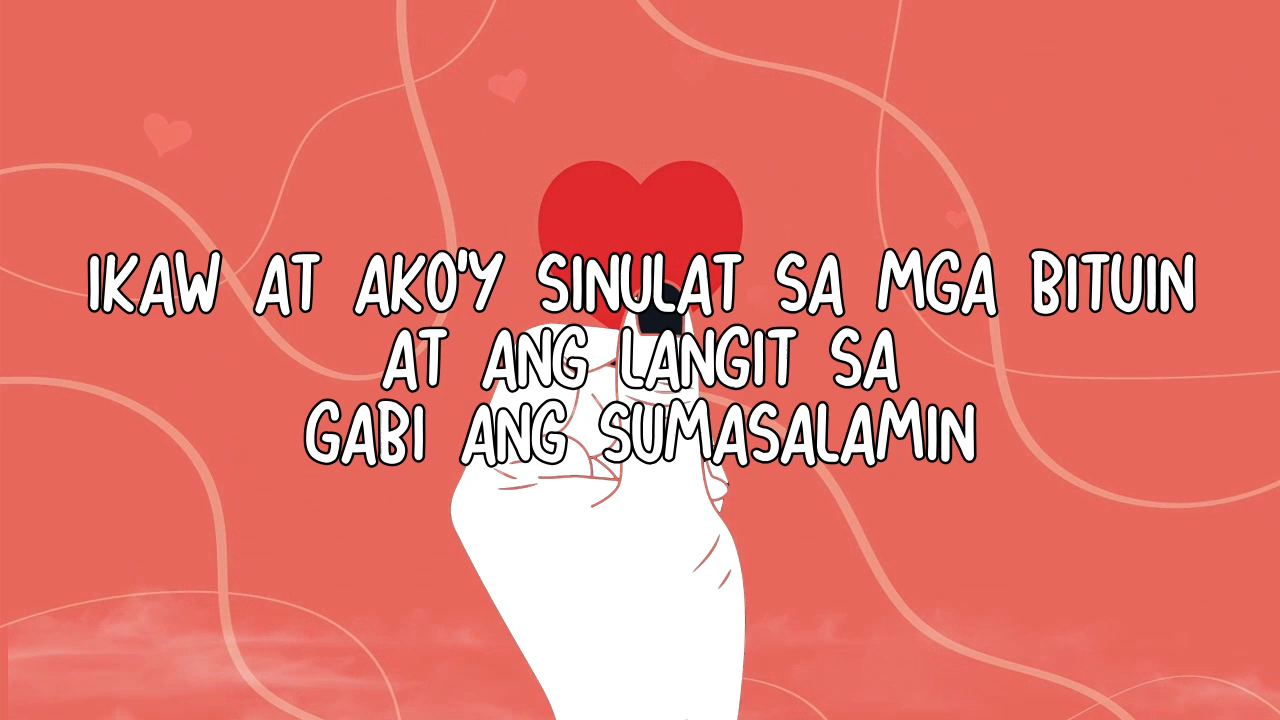 IKAW AT AKO'Y SINULAT SA MGA BITUIN
AT ANG LANGIT SA
GABI ANG SUMASALAMIN